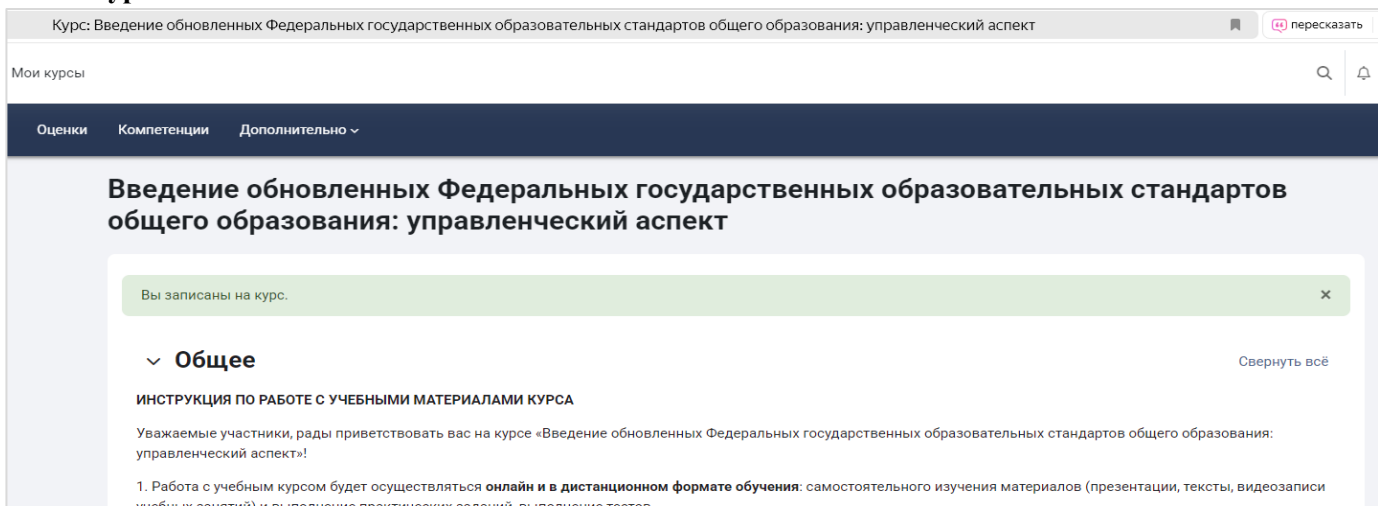 Курс: Введение обновленных Федеральных государственных образовательных стандартов общего образования: управленческий аспект
пересказать
Мои курсы
Оценки Компетенции Дополнительно
Введение обновленных Федеральных государственных образовательных стандартов
общего образования: управленческий аспект
Вы записаны на курс.
Общее
Свернуть всё
ИНСТРУКЦИЯ ПО РАБОТЕ С УЧЕБНЫМИ МАТЕРИАЛАМИ КУРСА
Уважаемые участники, рады приветствовать вас на курсе «Введение обновленных Федеральных государственных образовательных стандартов общего образования:
управленческий аспект»!
1. Работа с учебным курсом будет осуществляться онлайн и в дистанционном формате обучения: самостоятельного изучения материалов (презентации, тексты, видеозаписи